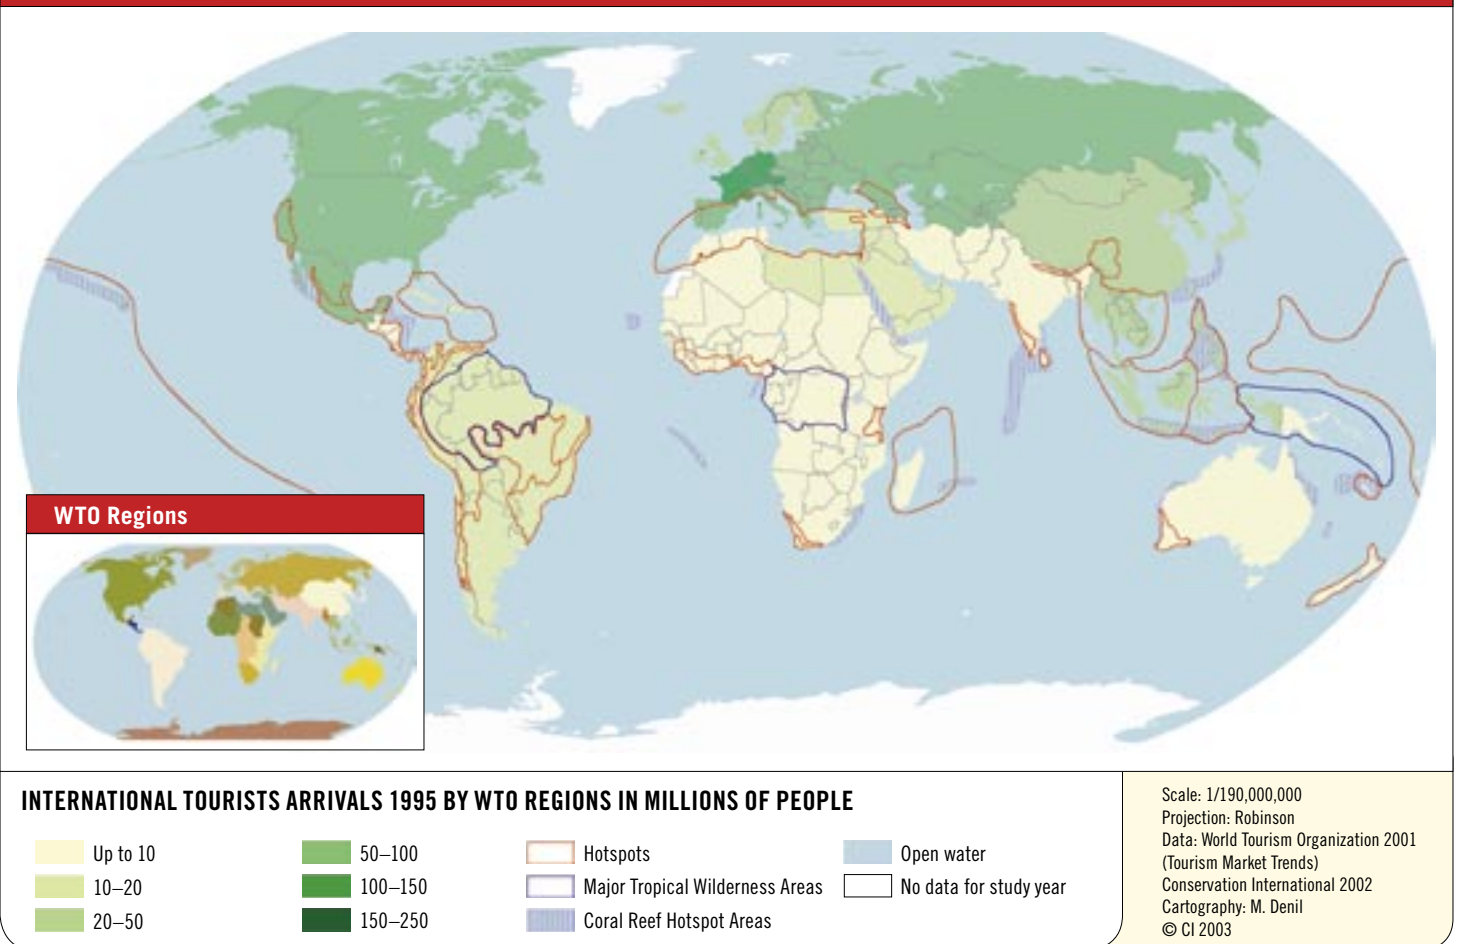 WTO Regions
INTERNATIONAL TOURISTS ARRIVALS 1995 BY WTO REGIONS IN MILLIONS OF PEOPLE
Up to 10
10–20
20–50
50–100
100–150
150–250
Hotspots
Major Tropical Wilderness Areas
Coral Reef Hotspot Areas
Open water
No data for study year
Scale: 1/190,000,000
Projection: Robinson
Data: World Tourism Organization 2001
(Tourism Market Trends)
Conservation International 2002
Cartography: M. Denil
© CI 2003